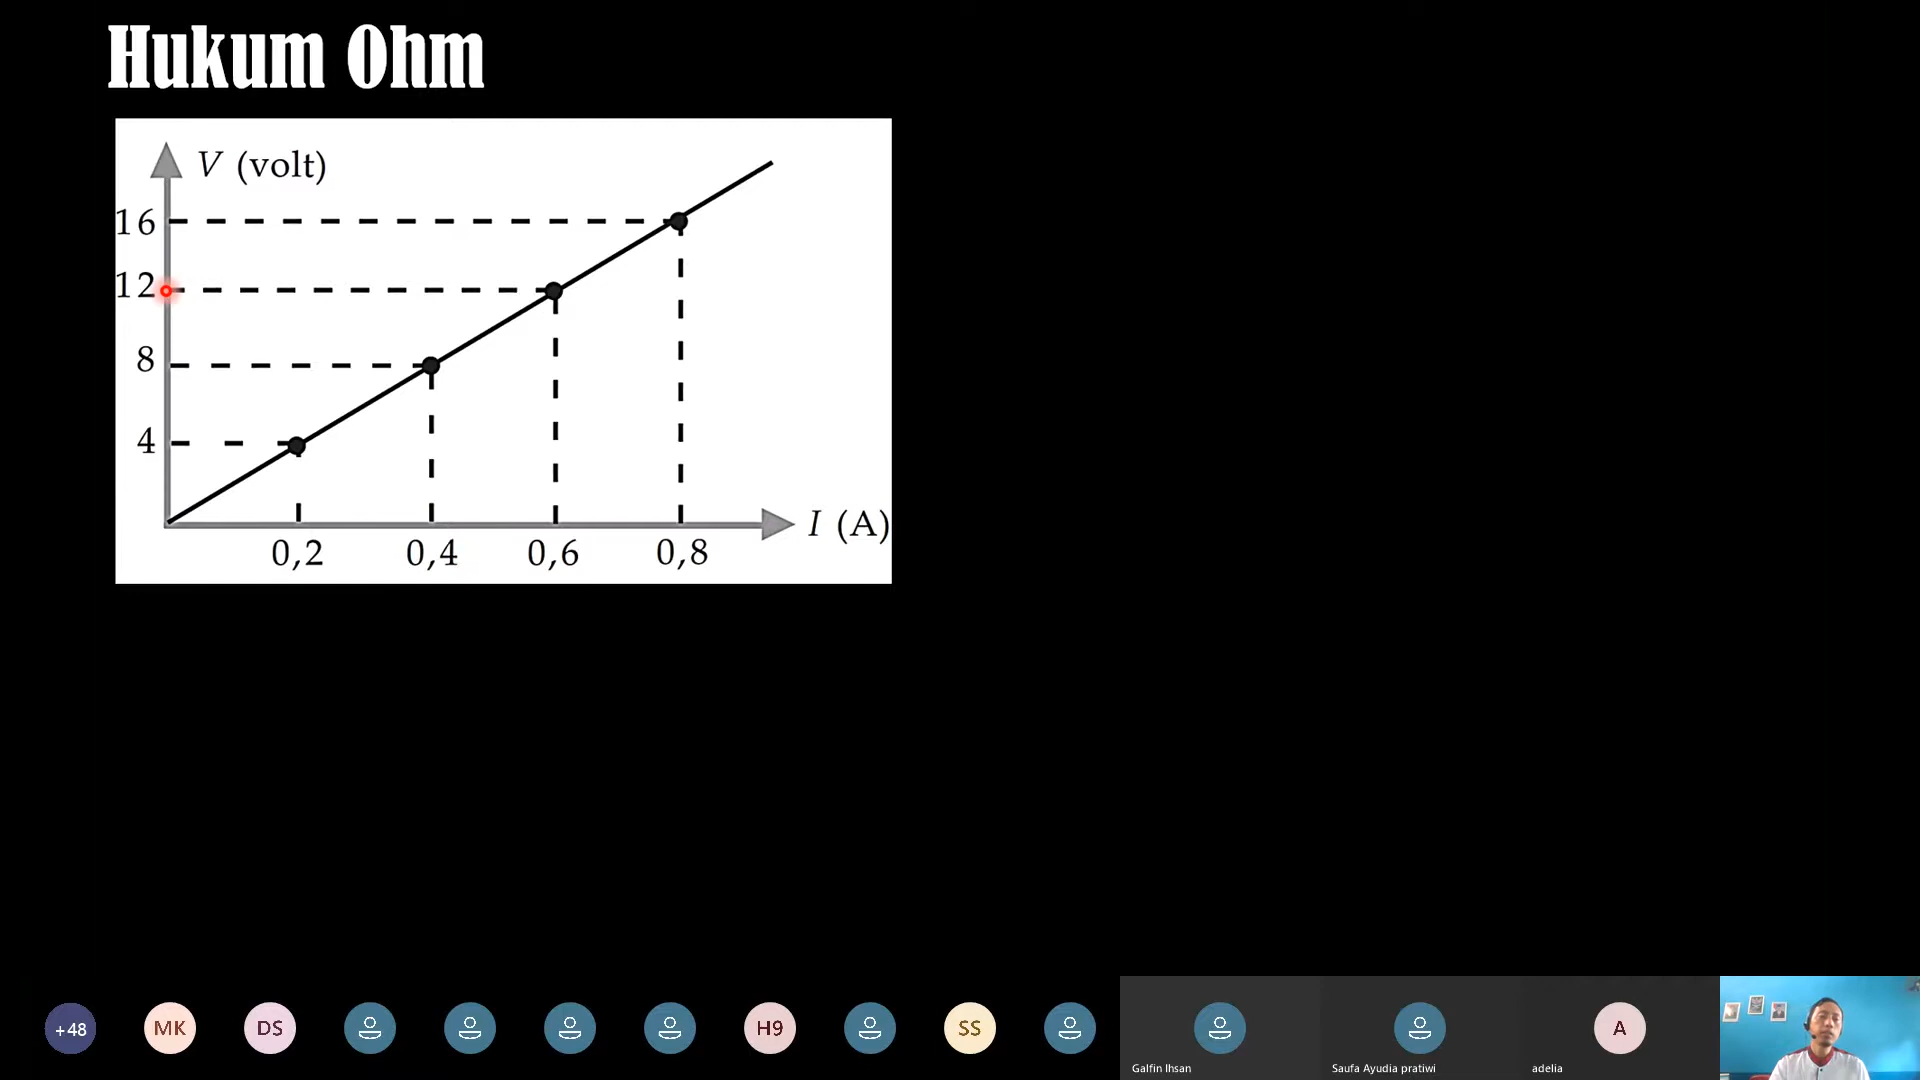 Hukum Ohm
V (volt)
16
12
8
4
I (A)
0,2 0,4 0,6 0,8
+48 MK DS H9 SS A
Galfin Ihsan Saufa Ayudia pratiwi adelia